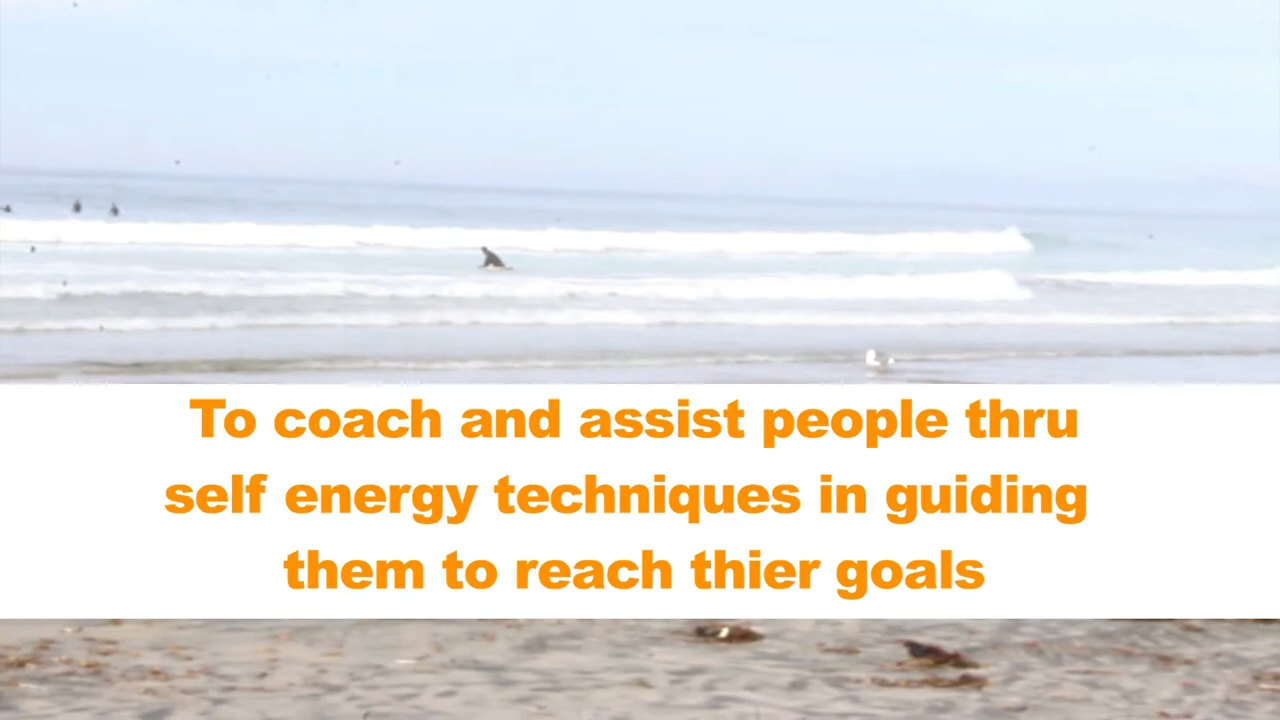 To coach and assist people thru
self energy techniques in guiding
them to reach thier goals